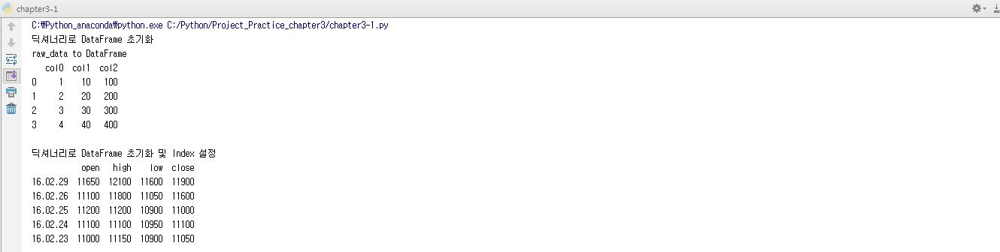 chapter3-1
C:₩Python_anaconda₩python.exe C:/Python/Project_Practice_chapter3/chapter3-1.py
딕셔너리로 DataFrame 초기화
raw_data to DataFrame
col0 col1 col2
0 1 10 100
1 2 20 200
2 3 30 300
3 4 40 400
딕셔너리로 DataFrame 초기화 및 Index 설정
open high low close
16.02.29 11650 12100 11600 11900
16.02.26 11100 11800 11050 11600
16.02.25 11200 11200 10900 11000
16.02.24 11100 11100 10950 11100
16.02.23 11000 11150 10900 11050